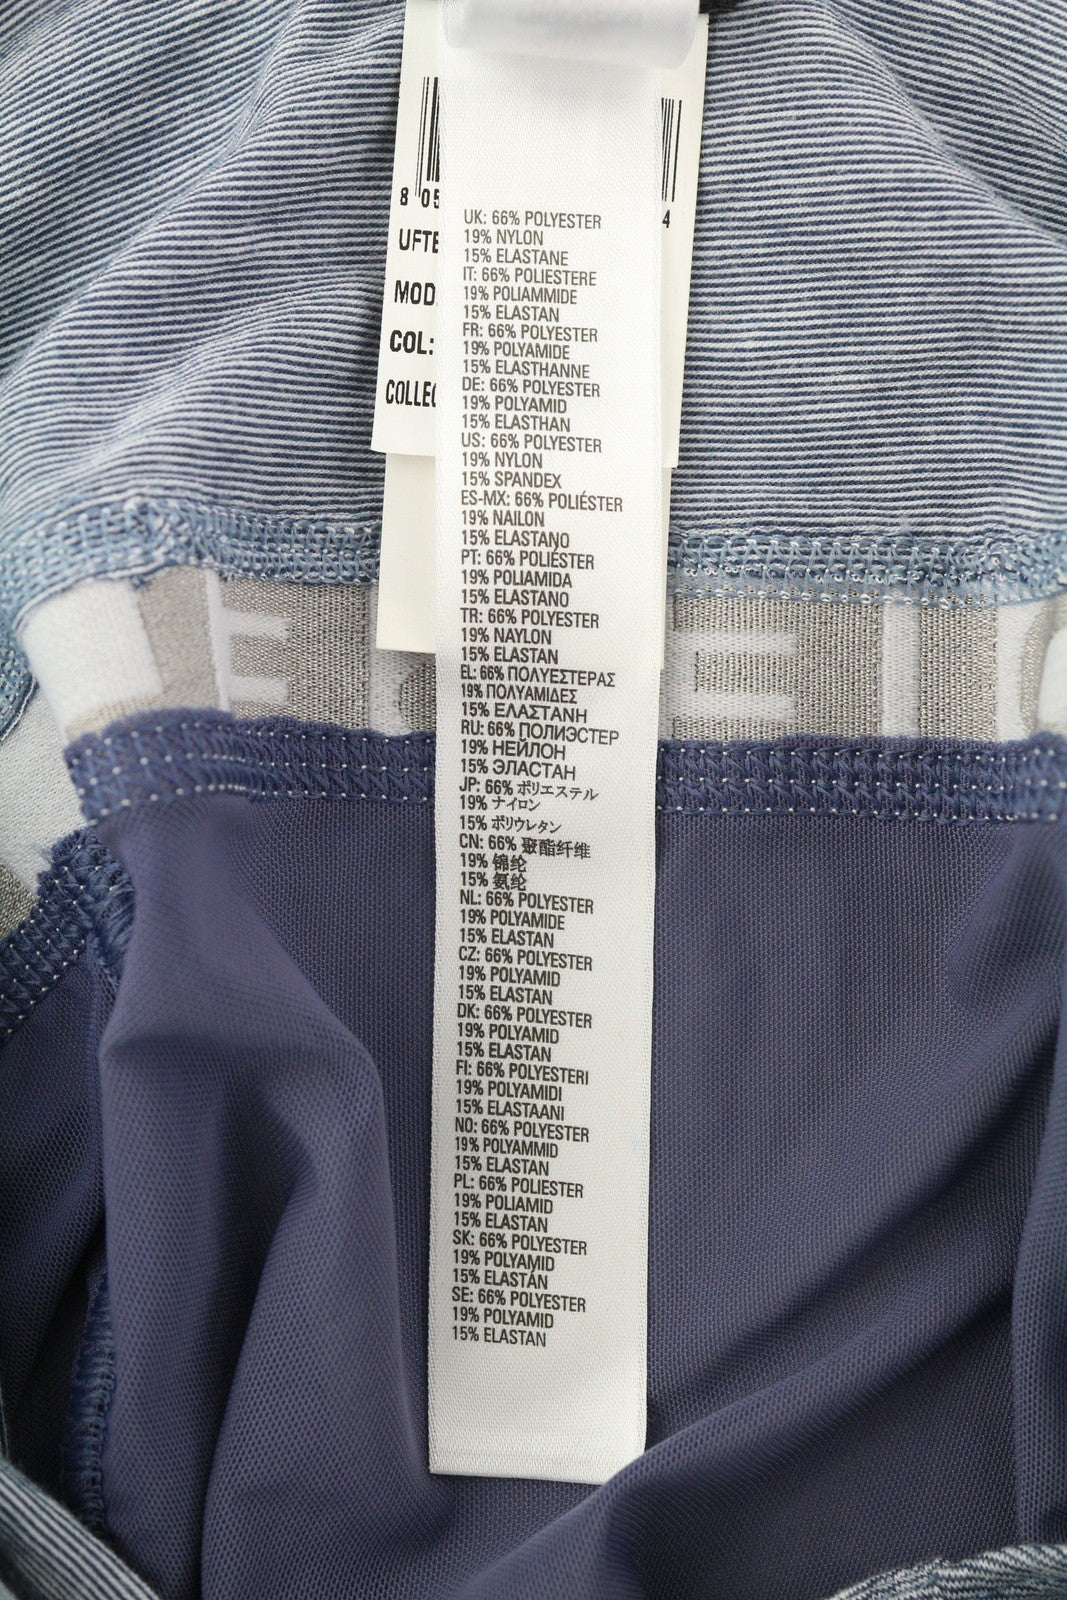 8 05
4
UFTE
MOD
COL:
COLLEC
UK: 66% POLYESTER
19% NYLON
15% ELASTANE
IT: 66% POLIESTERE
19% POLIAMMIDE
15% ELASTAN
FR: 66% POLYESTER
19% POLYAMIDE
15% ELASTHANNE
DE: 66% POLYESTER
19% POLYAMID
15% ELASTHAN
US: 66% POLYESTER
19% NYLON
15% SPANDEX
ES-MX: 66% POLIÉSTER
19% NAILON
15% ELASTANO
PT: 66% POLIÉSTER
19% POLIAMIDA
15% ELASTANO
TR: 66% POLYESTER
19% NAYLON
15% ELASTAN
EL: 66% ΠΟΛΥΕΣΤΕΡΑΣ
19% ΠΟΛΥΑΜΙΔΕΣ
15% ΕΛΑΣΤΑΝΗ
RU: 66% ПОЛИЭСТЕР
19% НЕЙЛОН
15% ЭЛАСТАН
JP: 66% ポリエステル
19% ナイロン
15% ポリウレタン
CN: 66% 聚酯纤维
19% 锦纶
15% 氨纶
NL: 66% POLYESTER
19% POLYAMIDE
15% ELASTAN
CZ: 66% POLYESTER
19% POLYAMID
15% ELASTAN
DK: 66% POLYESTER
19% POLYAMID
15% ELASTAN
FI: 66% POLYESTERI
19% POLYAMIDI
15% ELASTAANI
NO: 66% POLYESTER
19% POLYAMMID
15% ELASTAN
PL: 66% POLIESTER
19% POLIAMID
15% ELASTAN
SK: 66% POLYESTER
19% POLYAMID
15% ELASTÁN
SE: 66% POLYESTER
19% POLYAMID
15% ELASTAN